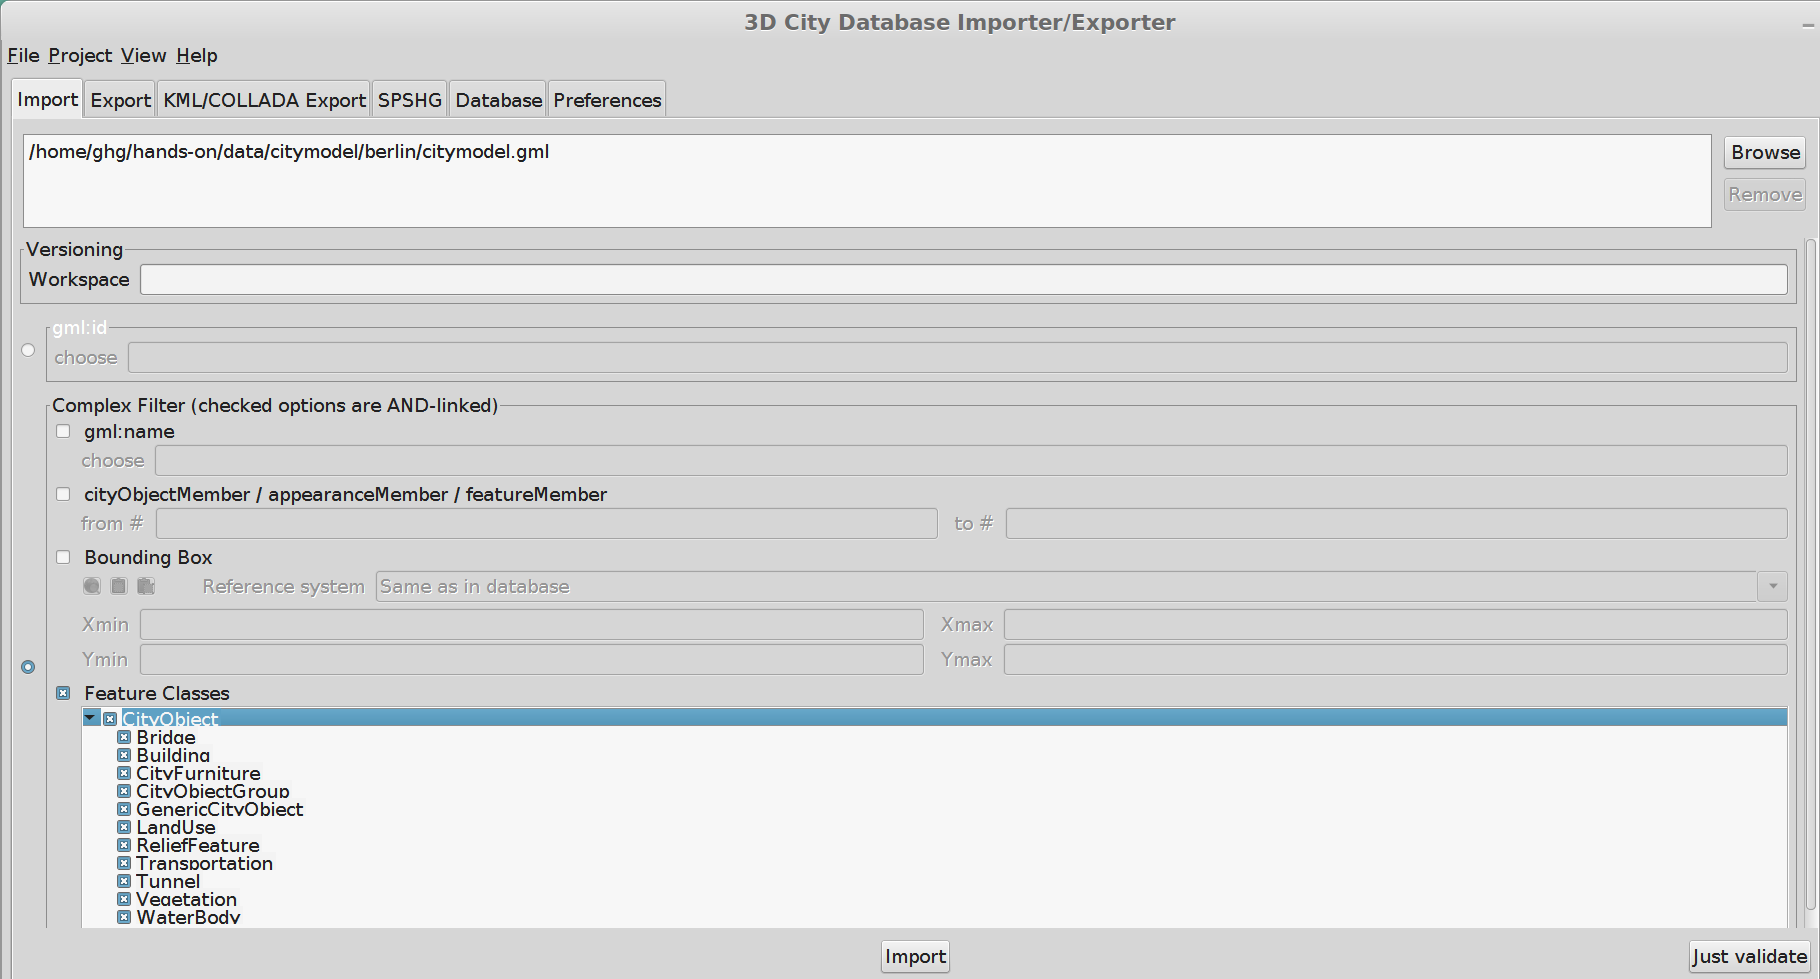 3D City Database Importer/Exporter
File Project View Help
Import Export KML/COLLADA Export SPSHG Database Preferences
/home/ghg/hands-on/data/citymodel/berlin/citymodel.gml
Browse
Remove
Versioning
Workspace
gml:id
choose
Complex Filter (checked options are AND-linked)
gml:name
choose
cityObjectMember / appearanceMember / featureMember
from # to #
Bounding Box
Reference system Same as in database
Xmin Xmax
Ymin Ymax
Feature Classes
CityObject
Bridge
Building
CityFurniture
CityObjectGroup
GenericCityObject
LandUse
ReliefFeature
Transportation
Tunnel
Vegetation
WaterBody
Import Just validate